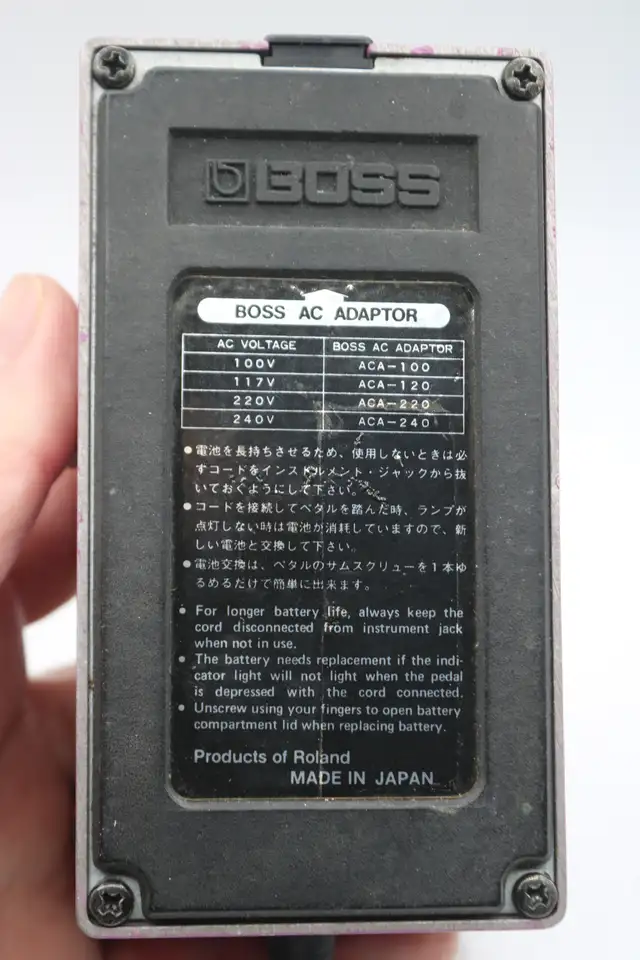 BOSS
BOSS AC ADAPTOR
AC VOLTAGE BOSS AC ADAPTOR
100V ACA-100
117V ACA-120
220V ACA-220
240V ACA-240
●電池を長持ちさせるため、使用しないときは必
ずコードをインストルメント・ジャックから抜
いておくようにして下さい。
●コードを接続してペダルを踏んだ時、ランプが
点灯しない時は電池が消耗していますので、新
しい電池と交換して下さい。
●電池交換は、ペダルのサムスクリューを1本ゆ
るめるだけで簡単に出来ます。
● For longer battery life, always keep the
cord disconnected from instrument jack
when not in use.
● The battery needs replacement if the indi-
cator light will not light when the pedal
is depressed with the cord connected.
● Unscrew using your fingers to open battery
compartment lid when replacing battery.
Products of Roland
MADE IN JAPAN